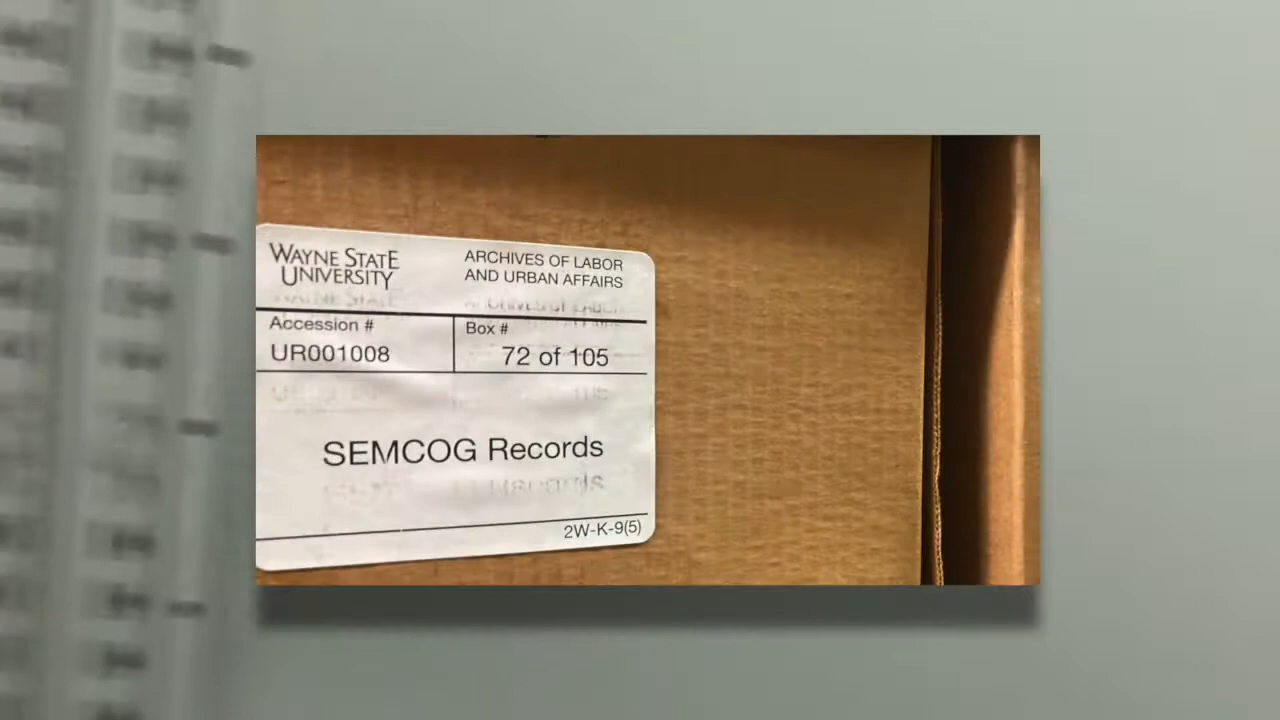 WAYNE STATE
UNIVERSITY
ARCHIVES OF LABOR
AND URBAN AFFAIRS
Accession #
UR001008
Box #
72 of 105
SEMCOG Records
2W-K-9(5)